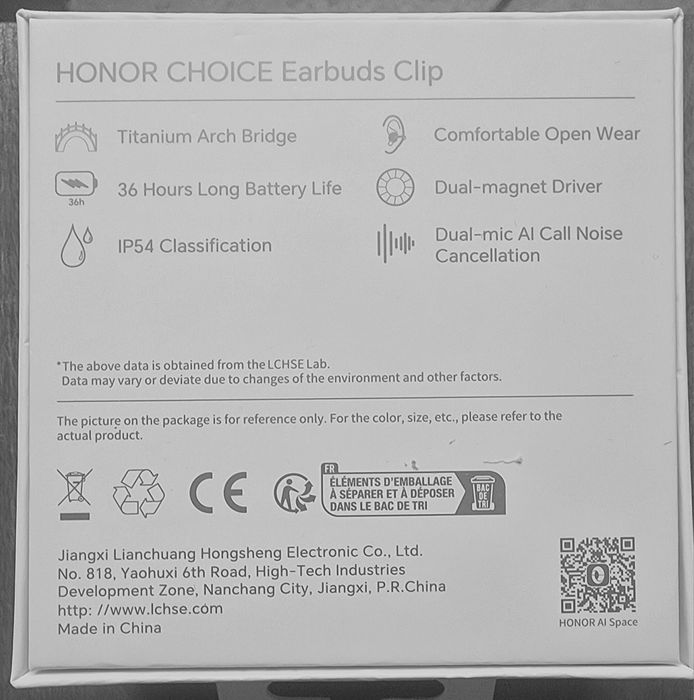 HONOR CHOICE Earbuds Clip
Titanium Arch Bridge
Comfortable Open Wear
36h
36 Hours Long Battery Life
Dual-magnet Driver
IP54 Classification
Dual-mic AI Call Noise
Cancellation
*The above data is obtained from the LCHSE Lab.
Data may vary or deviate due to changes of the environment and other factors.
The picture on the package is for reference only. For the color, size, etc., please refer to the
actual product.
CE
FR
ÉLÉMENTS D'EMBALLAGE
À SÉPARER ET À DÉPOSER
DANS LE BAC DE TRI
BAC
DE
TRI
Jiangxi Lianchuang Hongsheng Electronic Co., Ltd.
No. 818, Yaohuxi 6th Road, High-Tech Industries
Development Zone, Nanchang City, Jiangxi, P.R.China
http: //www.lchse.com
Made in China
HONOR AI Space